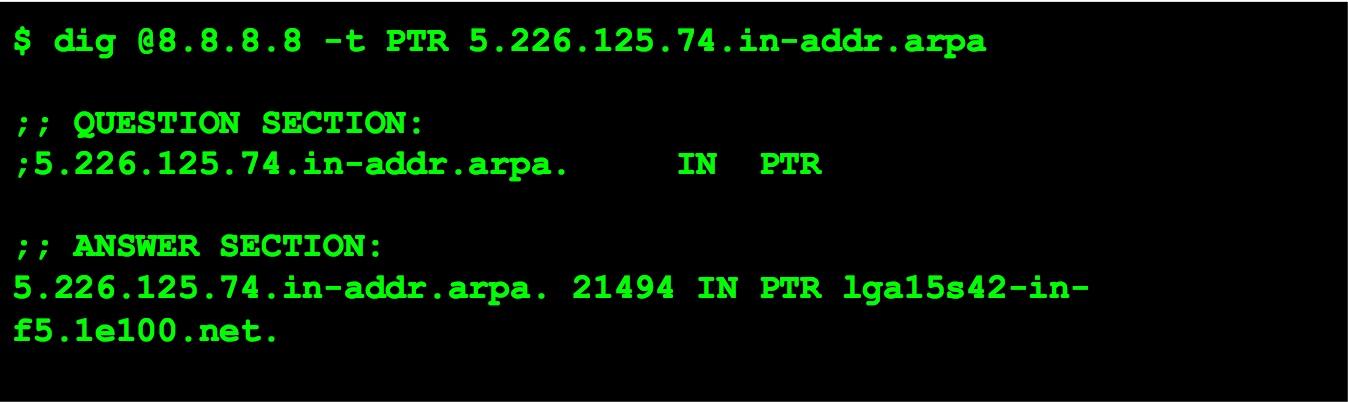 $ dig @8.8.8.8 -t PTR 5.226.125.74.in-addr.arpa
;; QUESTION SECTION:
;5.226.125.74.in-addr.arpa. IN PTR
;; ANSWER SECTION:
5.226.125.74.in-addr.arpa. 21494 IN PTR lga15s42-in-
f5.1e100.net.